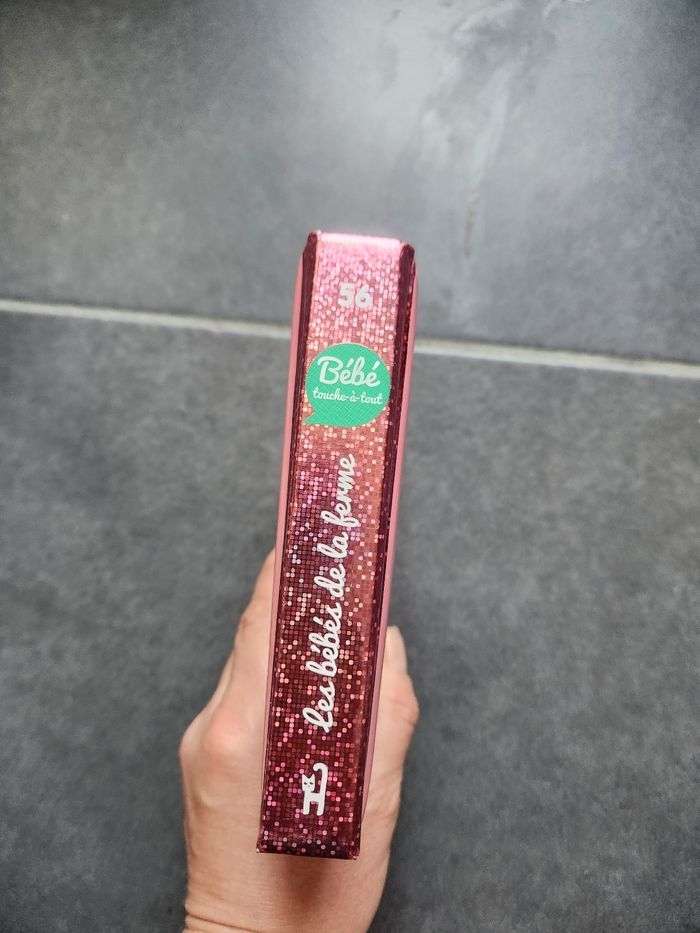 56
Bébé
touche-à-tout
Les bébés de la ferme